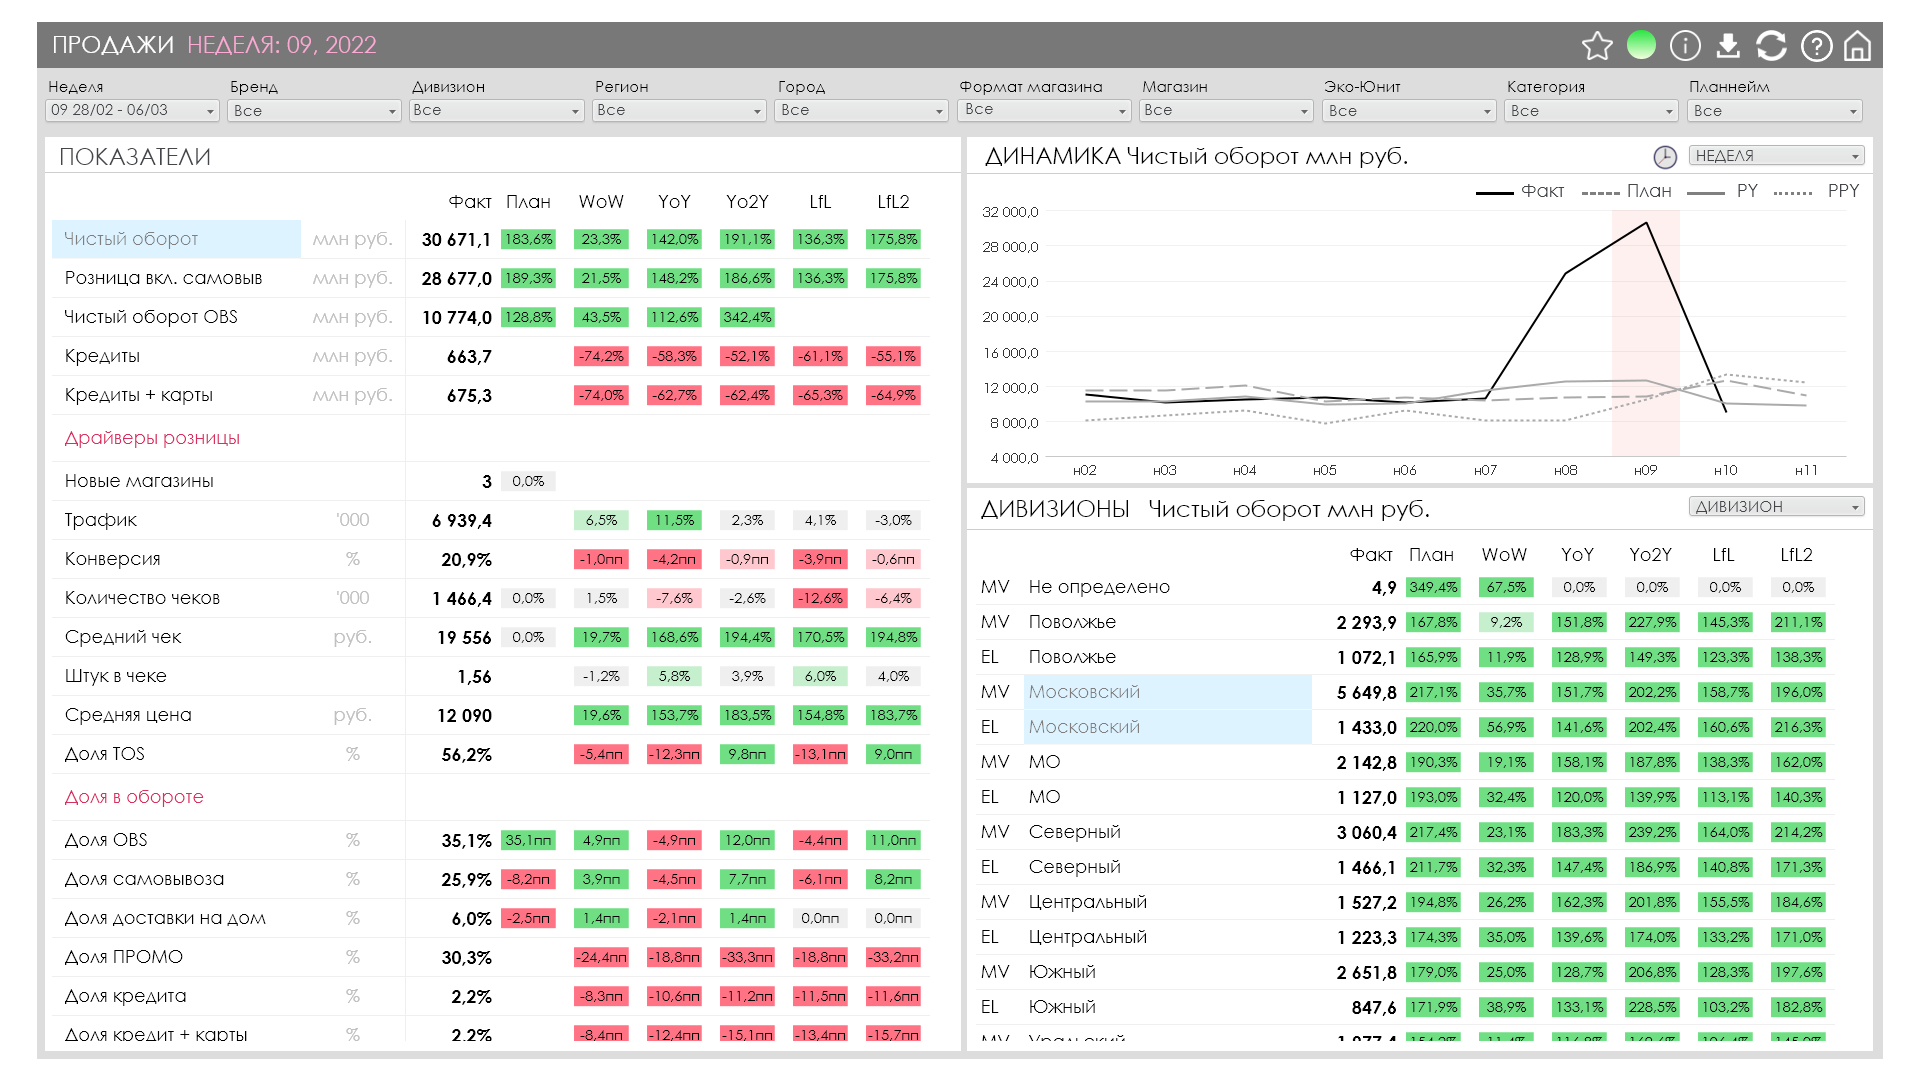 ПРОДАЖИ НЕДЕЛЯ: 09, 2022
Неделя Бренд Дивизион Регион Город Формат магазина Магазин Эко-Юнит Категория Планнейм
09 28/02 - 06/03 Все Все Все Все Все Все Все Все Все
ПОКАЗАТЕЛИ
Факт План WoW YoY Yo2Y LfL LfL2
Чистый оборот млн руб. 30 671,1 183,6% 23,3% 142,0% 191,1% 136,3% 175,8%
Розница вкл. самовыв млн руб. 28 677,0 189,3% 21,5% 148,2% 186,6% 136,3% 175,8%
Чистый оборот OBS млн руб. 10 774,0 128,8% 43,5% 112,6% 342,4%
Кредиты млн руб. 663,7 -74,2% -58,3% -52,1% -61,1% -55,1%
Кредиты + карты млн руб. 675,3 -74,0% -62,7% -62,4% -65,3% -64,9%
Драйверы розницы
Новые магазины 3 0,0%
Трафик '000 6 939,4 6,5% 11,5% 2,3% 4,1% -3,0%
Конверсия % 20,9% -1,0пп -4,2пп -0,9пп -3,9пп -0,6пп
Количество чеков '000 1 466,4 0,0% 1,5% -7,6% -2,6% -12,6% -6,4%
Средний чек руб. 19 556 0,0% 19,7% 168,6% 194,4% 170,5% 194,8%
Штук в чеке 1,56 -1,2% 5,8% 3,9% 6,0% 4,0%
Средняя цена руб. 12 090 19,6% 153,7% 183,5% 154,8% 183,7%
Доля TOS % 56,2% -5,4пп -12,3пп 9,8пп -13,1пп 9,0пп
Доля в обороте
Доля OBS % 35,1% 35,1пп 4,9пп -4,9пп 12,0пп -4,4пп 11,0пп
Доля самовывоза % 25,9% -8,2пп 3,9пп -4,5пп 7,7пп -6,1пп 8,2пп
Доля доставки на дом % 6,0% -2,5пп 1,4пп -2,1пп 1,4пп 0,0пп 0,0пп
Доля ПРОМО % 30,3% -24,4пп -18,8пп -33,3пп -18,8пп -33,2пп
Доля кредита % 2,2% -8,3пп -10,6пп -11,2пп -11,5пп -11,6пп
Доля кредит + карты % 2,2% -8,4пп -12,4пп -15,1пп -13,4пп -15,7пп
ДИНАМИКА Чистый оборот млн руб.
НЕДЕЛЯ
Факт План PY PPY
32 000,0
28 000,0
24 000,0
20 000,0
16 000,0
12 000,0
8 000,0
4 000,0
н02 н03 н04 н05 н06 н07 н08 н09 н10 н11
ДИВИЗИОНЫ Чистый оборот млн руб.
ДИВИЗИОН
Факт План WoW YoY Yo2Y LfL LfL2
MV Не определено 4,9 349,4% 67,5% 0,0% 0,0% 0,0% 0,0%
MV Поволжье 2 293,9 167,8% 9,2% 151,8% 227,9% 145,3% 211,1%
EL Поволжье 1 072,1 165,9% 11,9% 128,9% 149,3% 123,3% 138,3%
MV Московский 5 649,8 217,1% 35,7% 151,7% 202,2% 158,7% 196,0%
EL Московский 1 433,0 220,0% 56,9% 141,6% 202,4% 160,6% 216,3%
MV МО 2 142,8 190,3% 19,1% 158,1% 187,8% 138,3% 162,0%
EL МО 1 127,0 193,0% 32,4% 120,0% 139,9% 113,1% 140,3%
MV Северный 3 060,4 217,4% 23,1% 183,3% 239,2% 164,0% 214,2%
EL Северный 1 466,1 211,7% 32,3% 147,4% 186,9% 140,8% 171,3%
MV Центральный 1 527,2 194,8% 26,2% 162,3% 201,8% 155,5% 184,6%
EL Центральный 1 223,3 174,3% 35,0% 139,6% 174,0% 133,2% 171,0%
MV Южный 2 651,8 179,0% 25,0% 128,7% 206,8% 128,3% 197,6%
EL Южный 847,6 171,9% 38,9% 133,1% 228,5% 103,2% 182,8%
MV Уральский